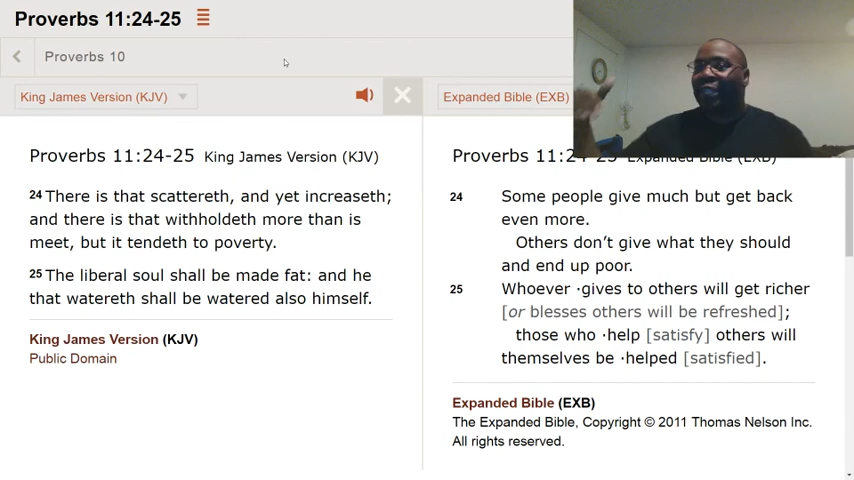 Proverbs 11:24-25
Proverbs 10
King James Version (KJV)
Expanded Bible (EXB)
Proverbs 11:24-25 King James Version (KJV)
24 There is that scattereth, and yet increaseth;
and there is that withholdeth more than is
meet, but it tendeth to poverty.
25 The liberal soul shall be made fat: and he
that watereth shall be watered also himself.
King James Version (KJV)
Public Domain
Proverbs 11:24-25 Expanded Bible (EXB)
24 Some people give much but get back
even more.
Others don’t give what they should
and end up poor.
25 Whoever ·gives to others will get richer
[or blesses others will be refreshed];
those who ·help [satisfy] others will
themselves be ·helped [satisfied].
Expanded Bible (EXB)
The Expanded Bible, Copyright © 2011 Thomas Nelson Inc.
All rights reserved.